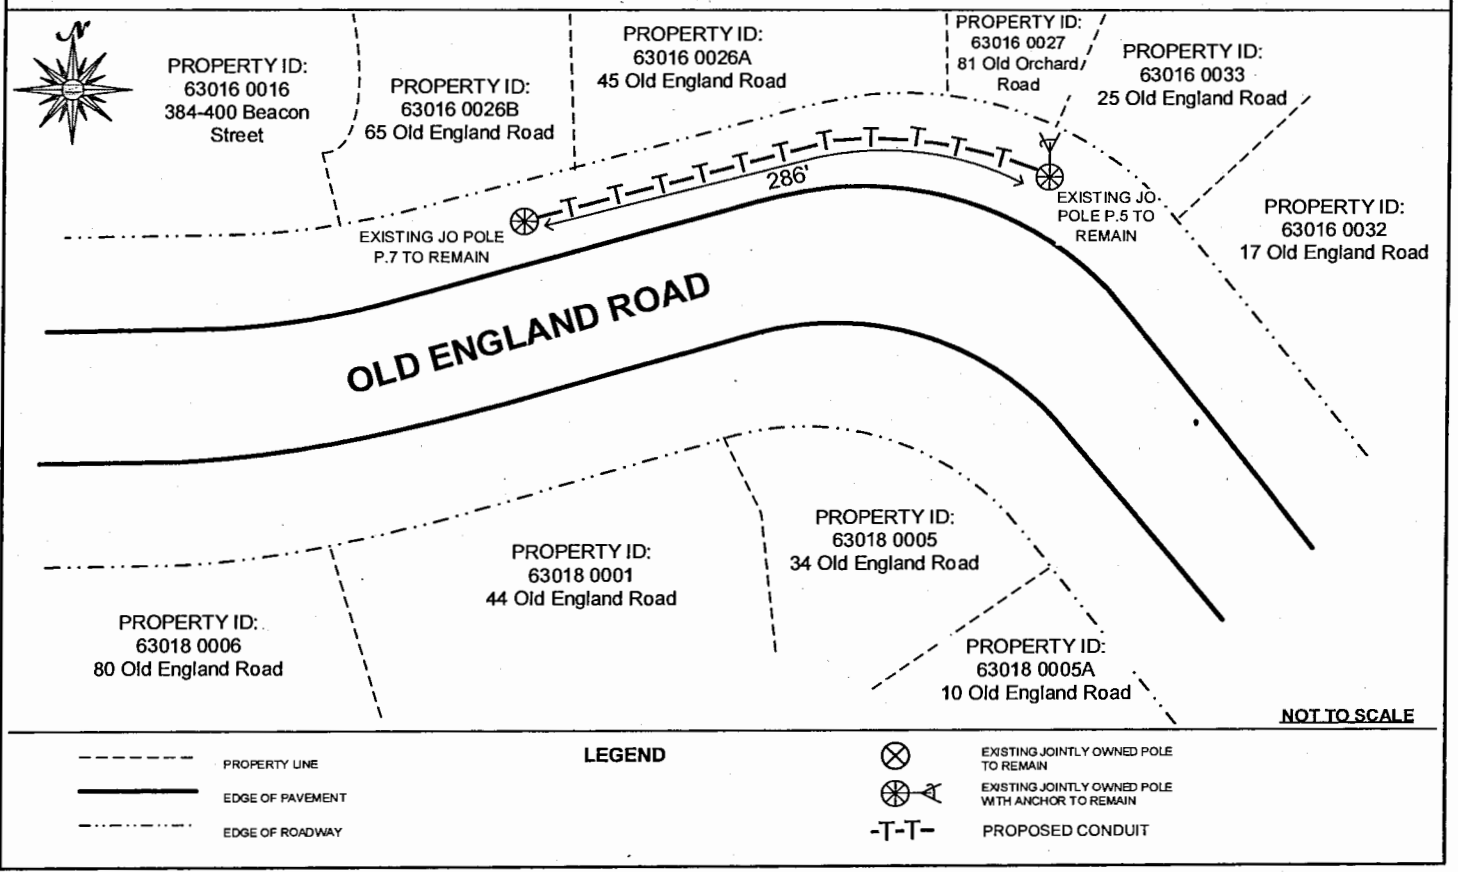 N
PROPERTY ID:
63016 0016
384-400 Beacon
Street
PROPERTY ID:
63016 0026B
65 Old England Road
PROPERTY ID:
63016 0026A
45 Old England Road
PROPERTY ID:
63016 0027
81 Old Orchard
Road
PROPERTY ID:
63016 0033
25 Old England Road
PROPERTY ID:
63016 0032
17 Old England Road
286'
EXISTING JO POLE
P.7 TO REMAIN
EXISTING JO
POLE P.5 TO
REMAIN
OLD ENGLAND ROAD
PROPERTY ID:
63018 0006
80 Old England Road
PROPERTY ID:
63018 0001
44 Old England Road
PROPERTY ID:
63018 0005
34 Old England Road
PROPERTY ID:
63018 0005A
10 Old England Road
NOT TO SCALE
LEGEND
PROPERTY LINE
EDGE OF PAVEMENT
EDGE OF ROADWAY
EXISTING JOINTLY OWNED POLE
TO REMAIN
EXISTING JOINTLY OWNED POLE
WITH ANCHOR TO REMAIN
-T-T-
PROPOSED CONDUIT